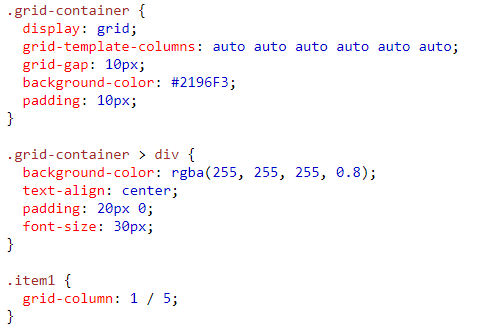 .grid-container {
  display: grid;
  grid-template-columns: auto auto auto auto auto auto;
  grid-gap: 10px;
  background-color: #2196F3;
  padding: 10px;
}

.grid-container > div {
  background-color: rgba(255, 255, 255, 0.8);
  text-align: center;
  padding: 20px 0;
  font-size: 30px;
}

.item1 {
  grid-column: 1 / 5;
}